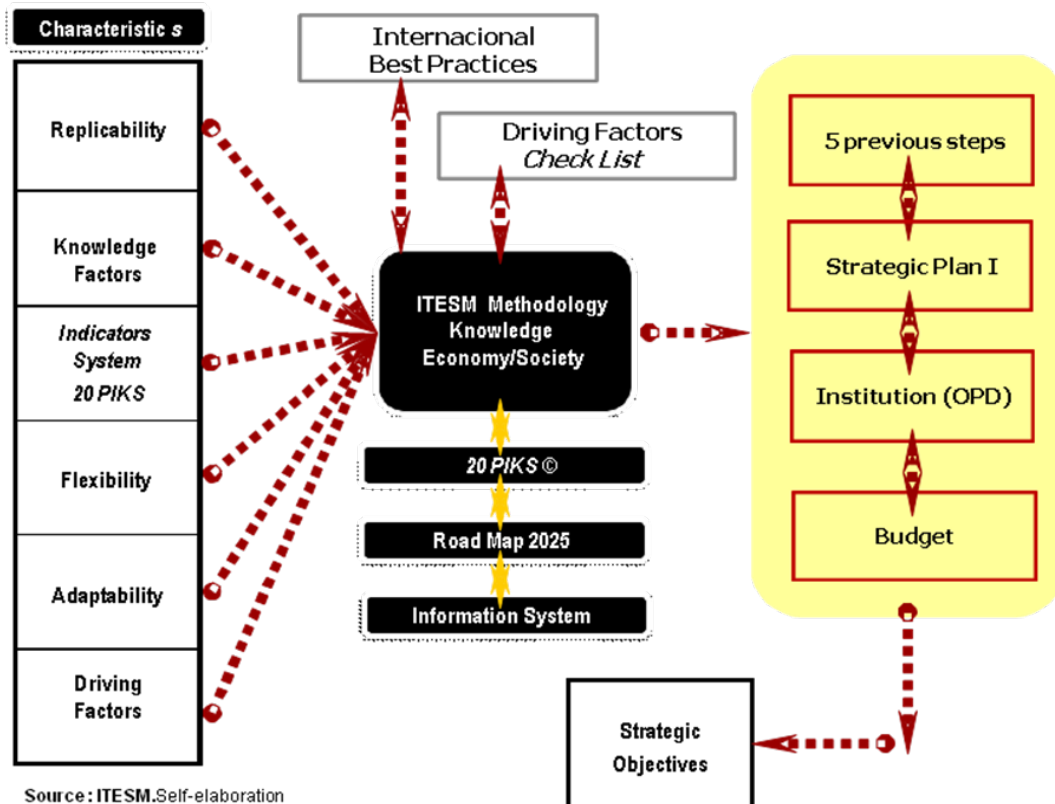 Characteristic s
Replicability
Knowledge
Factors
Indicators
System
20 PIKS
Flexibility
Adaptability
Driving
Factors
Internacional
Best Practices
Driving Factors
Check List
ITESM Methodology
Knowledge
Economy/Society
20 PIKS ©
Road Map 2025
Information System
5 previous steps
Strategic Plan I
Institution (OPD)
Budget
Strategic
Objectives
Source: ITESM.Self-elaboration